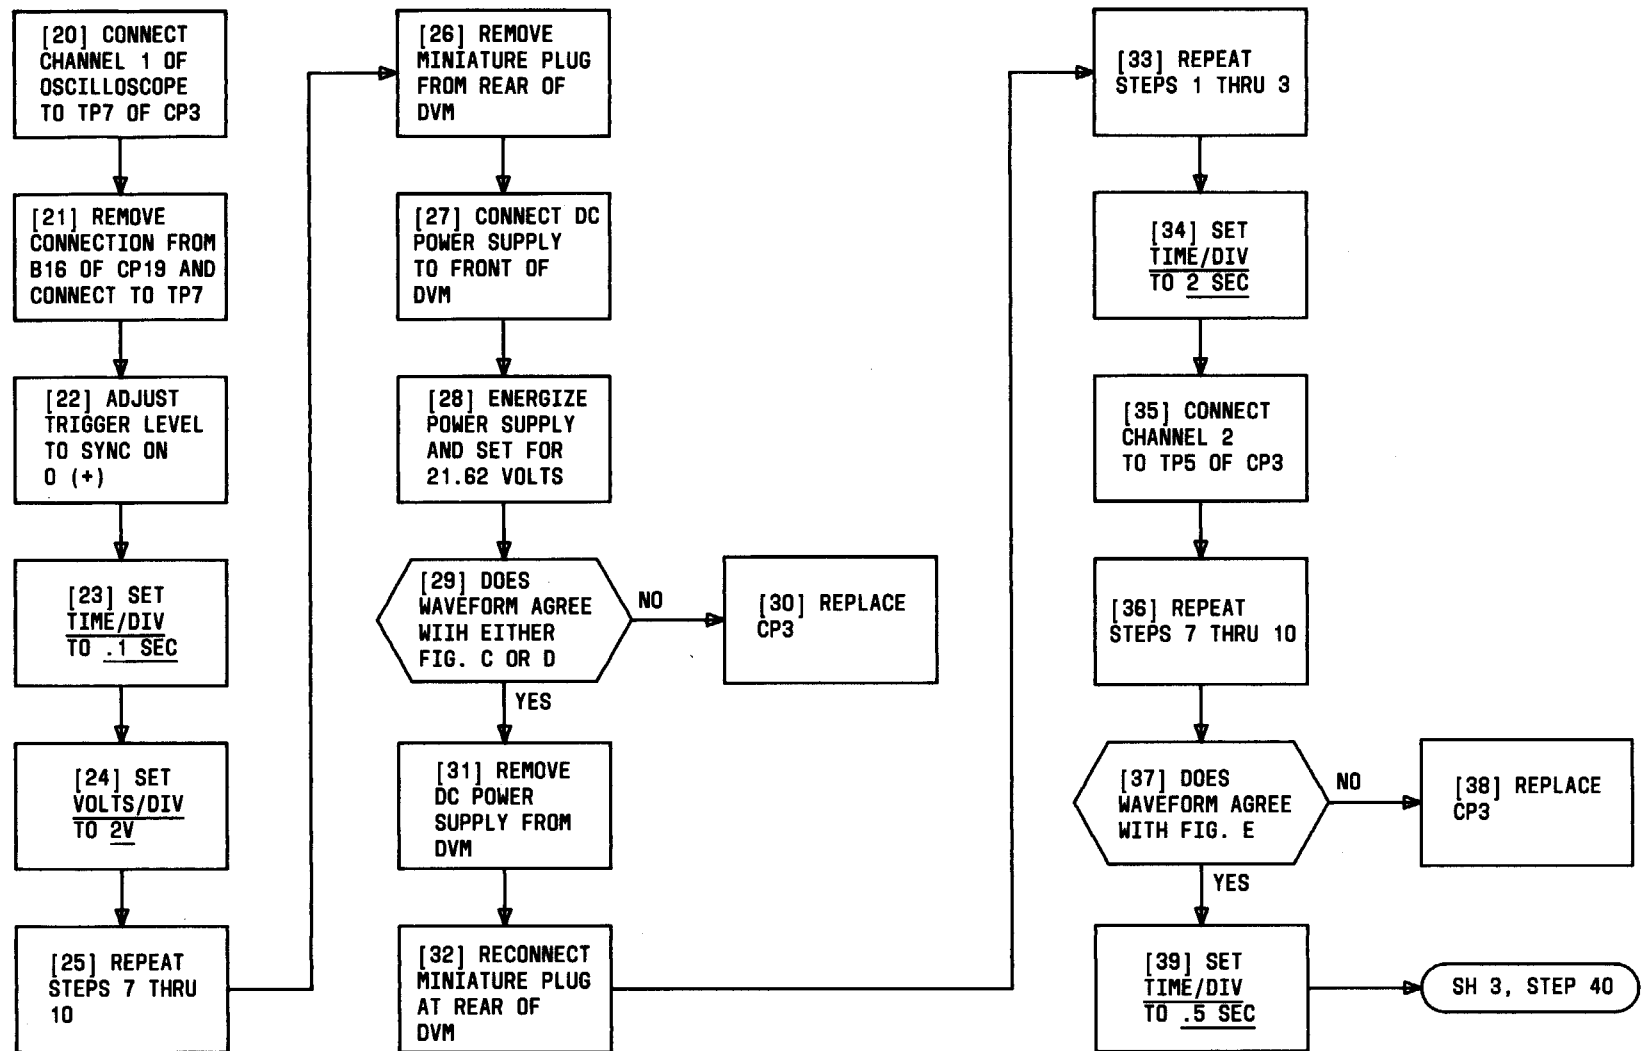 [20] CONNECT
CHANNEL 1 OF
OSCILLOSCOPE
TO TP7 OF CP3
[21] REMOVE
CONNECTION FROM
B16 OF CP19 AND
CONNECT TO TP7
[22] ADJUST
TRIGGER LEVEL
TO SYNC ON
0 (+)
[23] SET
TIME/DIV
TO .1 SEC
[24] SET
VOLTS/DIV
TO 2V
[25] REPEAT
STEPS 7 THRU
10
[26] REMOVE
MINIATURE PLUG
FROM REAR OF
DVM
[27] CONNECT DC
POWER SUPPLY
TO FRONT OF
DVM
[28] ENERGIZE
POWER SUPPLY
AND SET FOR
21.62 VOLTS
[29] DOES
WAVEFORM AGREE
WIIH EITHER
FIG. C OR D
NO
[30] REPLACE
CP3
YES
[31] REMOVE
DC POWER
SUPPLY FROM
DVM
[32] RECONNECT
MINIATURE PLUG
AT REAR OF
DVM
[33] REPEAT
STEPS 1 THRU 3
[34] SET
TIME/DIV
TO 2 SEC
[35] CONNECT
CHANNEL 2
TO TP5 OF CP3
[36] REPEAT
STEPS 7 THRU 10
[37] DOES
WAVEFORM AGREE
WITH FIG. E
NO
[38] REPLACE
CP3
YES
[39] SET
TIME/DIV
TO .5 SEC
SH 3, STEP 40